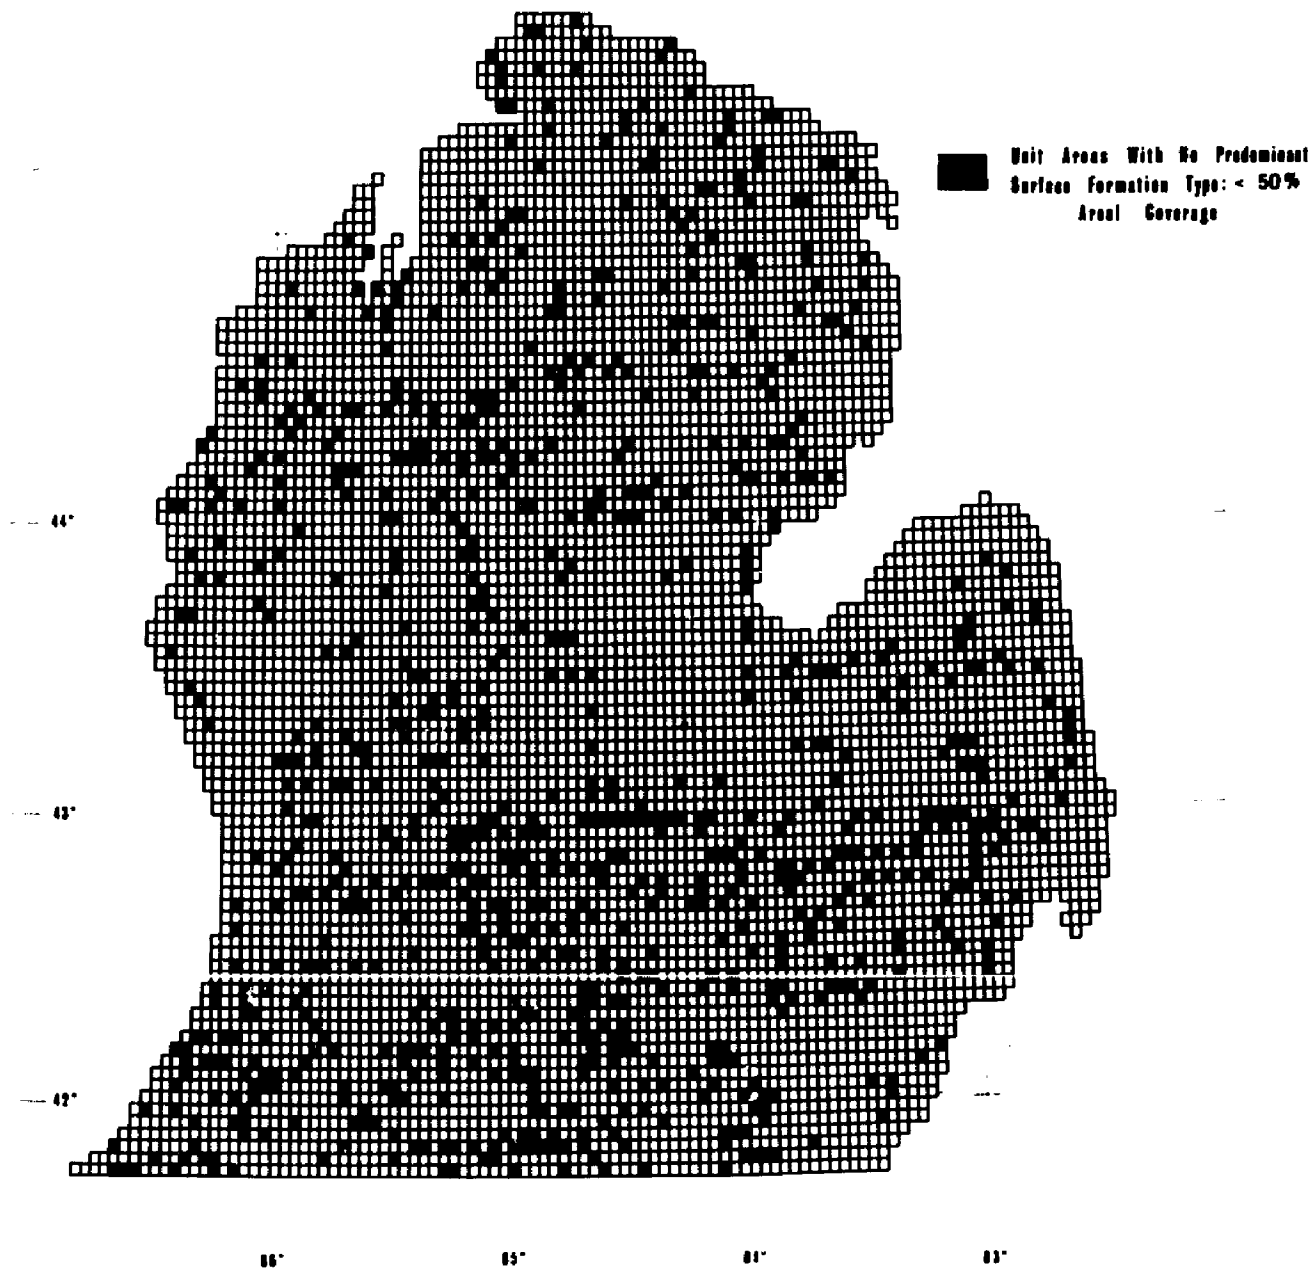 Unit Areas With No Predominant
Surface Formation Type: < 50%
Areal Coverage
44°
43°
42°
86° 85° 84° 83°